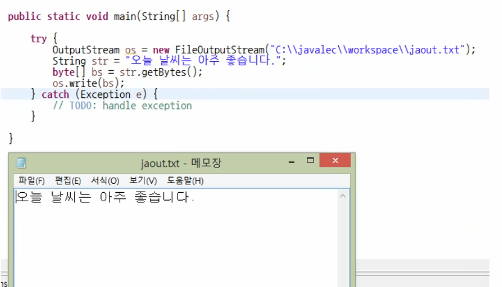 public static void main(String[] args) {
try {
OutputStream os = new FileOutputStream("C:\\javalec\\workspace\\jaout.txt");
String str = "오늘 날씨는 아주 좋습니다.";
byte[] bs = str.getBytes();
os.write(bs);
} catch (Exception e) {
// TODO: handle exception
}
}
jaout.txt - 메모장
파일(F) 편집(E) 서식(O) 보기(V) 도움말(H)
오늘 날씨는 아주 좋습니다.